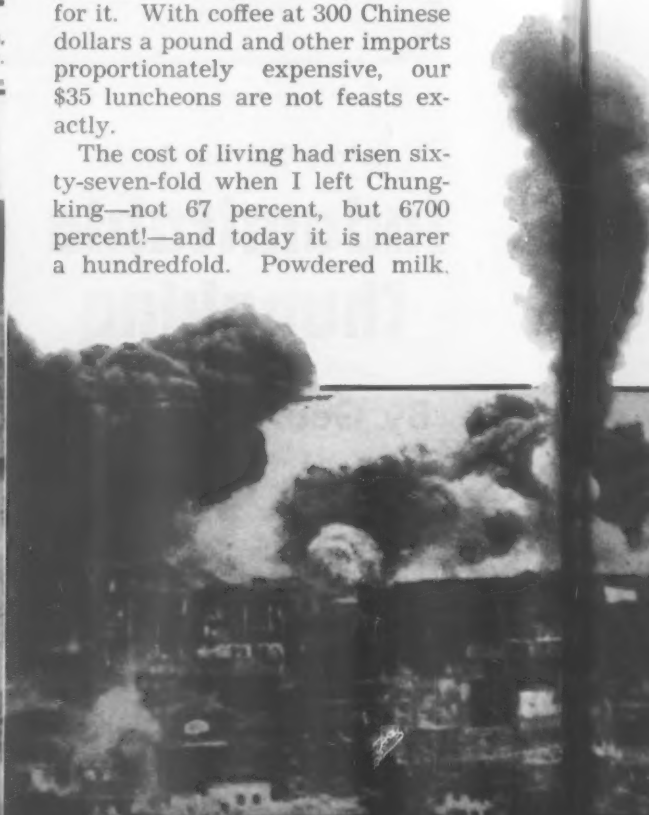 for it. With coffee at 300 Chinese
dollars a pound and other imports
proportionately expensive, our
$35 luncheons are not feasts ex-
actly.
The cost of living had risen six-
ty-seven-fold when I left Chung-
king—not 67 percent, but 6700
percent!—and today it is nearer
a hundredfold. Powdered milk.